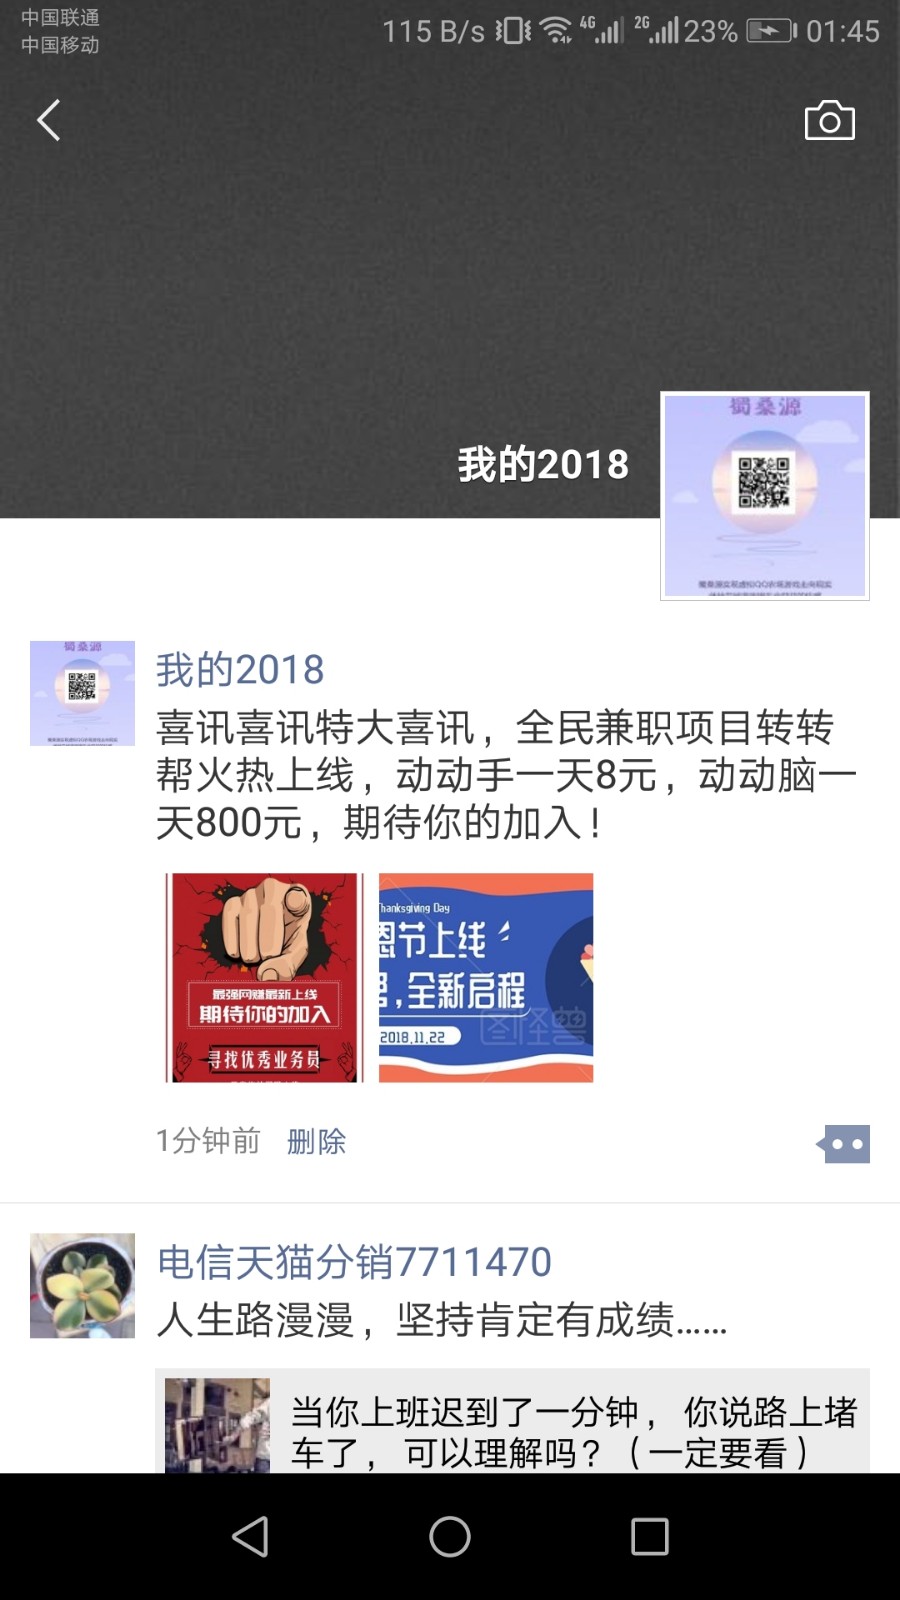 中国联通
中国移动
115 B/s 4G 2G 23% 01:45
我的2018
蜀桑源
我的2018
喜讯喜讯特大喜讯，全民兼职项目转转
帮火热上线，动动手一天8元，动动脑一
天800元，期待你的加入！
最强网赚最新上线
期待你的加入
寻找优秀业务员
Thanksgiving Day
恩节上线
,全新启程
2018.11.22
图怪兽
1分钟前 删除
电信天猫分销7711470
人生路漫漫，坚持肯定有成绩……
当你上班迟到了一分钟，你说路上堵
车了，可以理解吗？（一定要看）